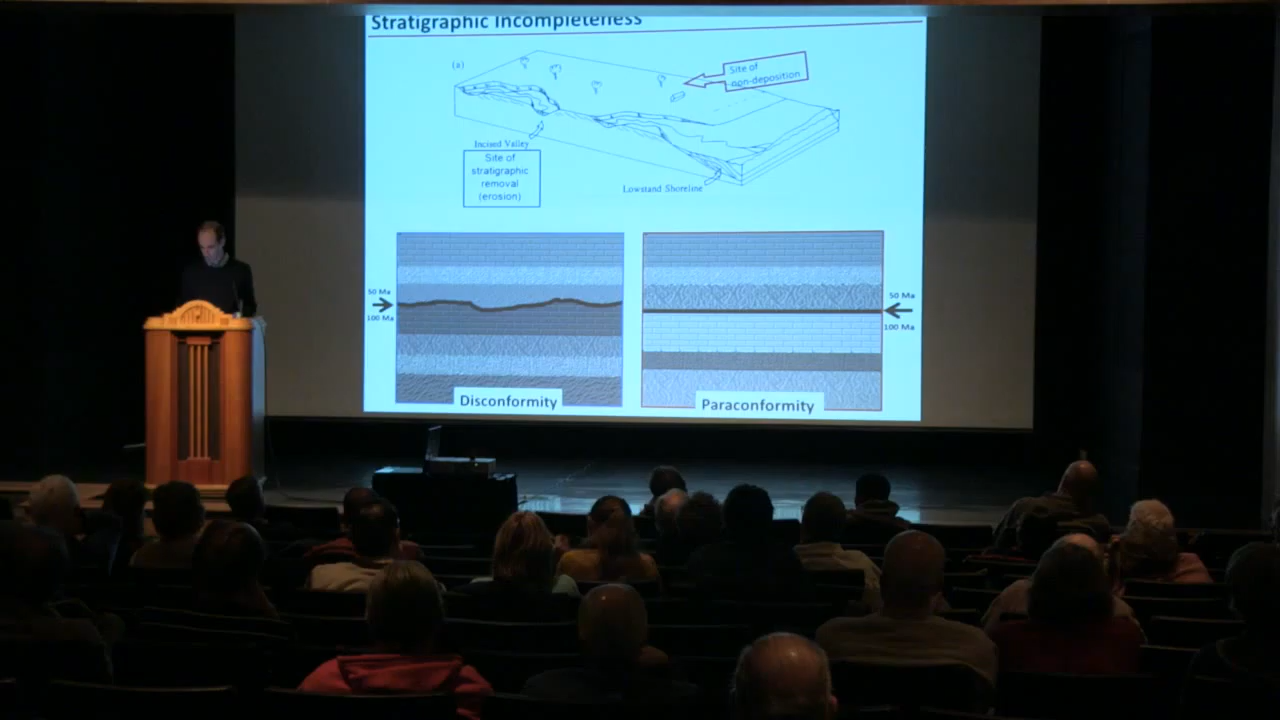 Stratigraphic Incompleteness
(a)
Site of
non-deposition
Incised Valley
Site of
stratigraphic
removal
(erosion)
Lowstand Shoreline
50 Ma
100 Ma
50 Ma
100 Ma
Disconformity
Paraconformity